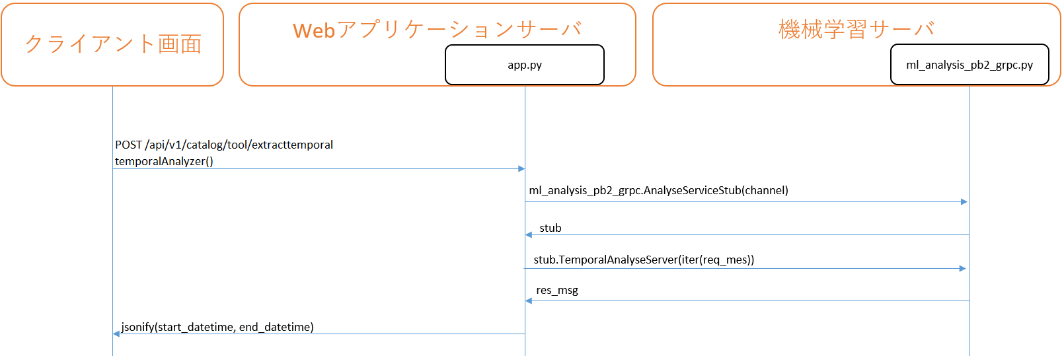 クライアント画面
Webアプリケーションサーバ
app.py
機械学習サーバ
ml_analysis_pb2_grpc.py
POST /api/v1/catalog/tool/extracttemporal
temporalAnalyzer()
ml_analysis_pb2_grpc.AnalyseServiceStub(channel)
stub
stub.TemporalAnalyseServer(iter(req_mes))
res_msg
jsonify(start_datetime, end_datetime)